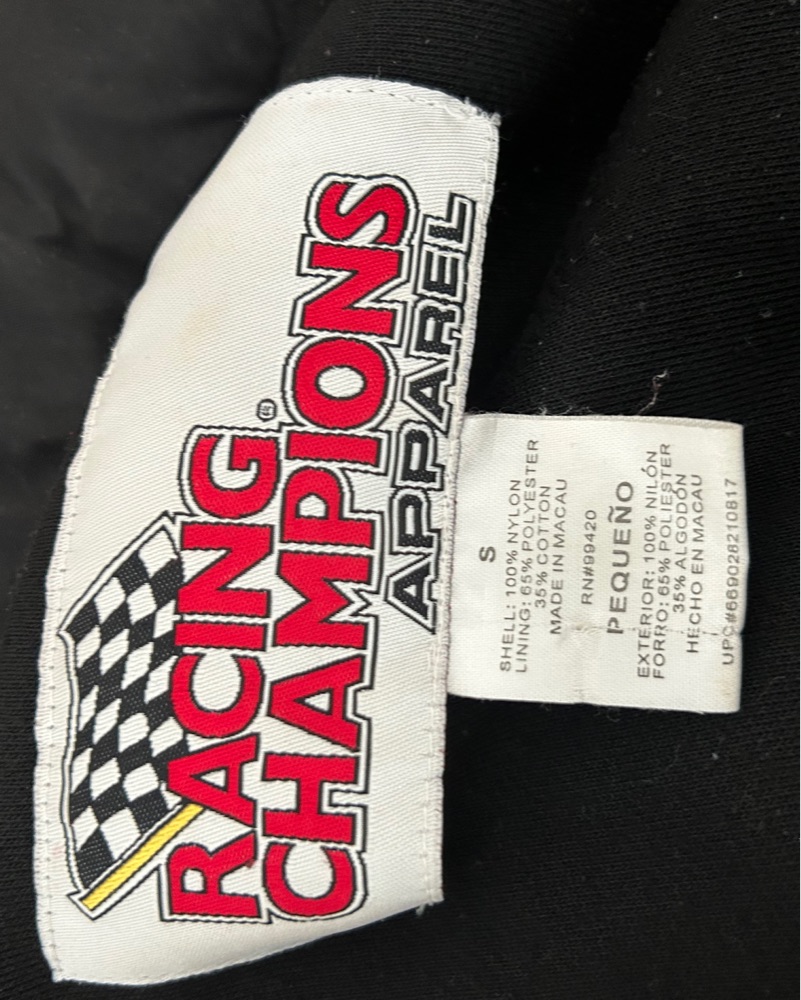 RACING
CHAMPIONS®
APPAREL
S
SHELL: 100% NYLON
LINING: 65% POLYESTER
35% COTTON
MADE IN MACAU
RN#99420
PEQUEÑO
EXTERIOR: 100% NILÓN
FORRO: 65% POLIESTER
35% ALGODÓN
HECHO EN MACAU
UPC#669028210817